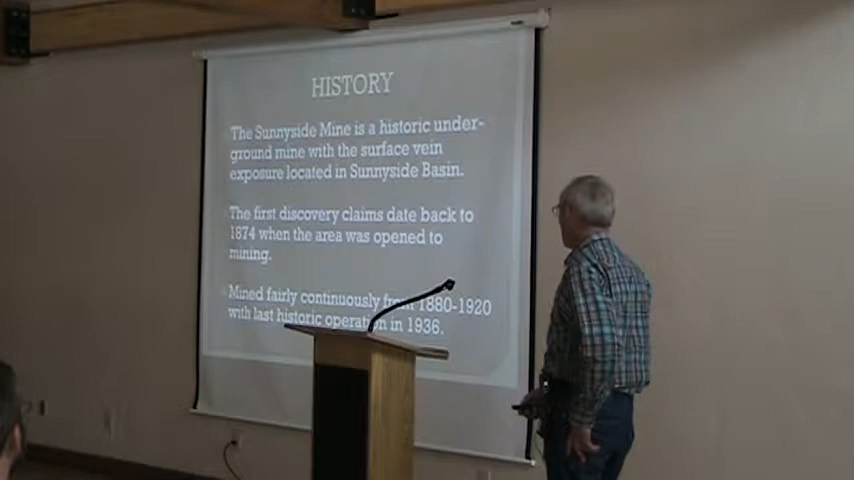 HISTORY
The Sunnyside Mine is a historic under-
ground mine with the surface vein
exposure located in Sunnyside Basin.
The first discovery claims date back to
1874 when the area was opened to
mining.
Mined fairly continuously from 1880-1920
with last historic operation in 1936.